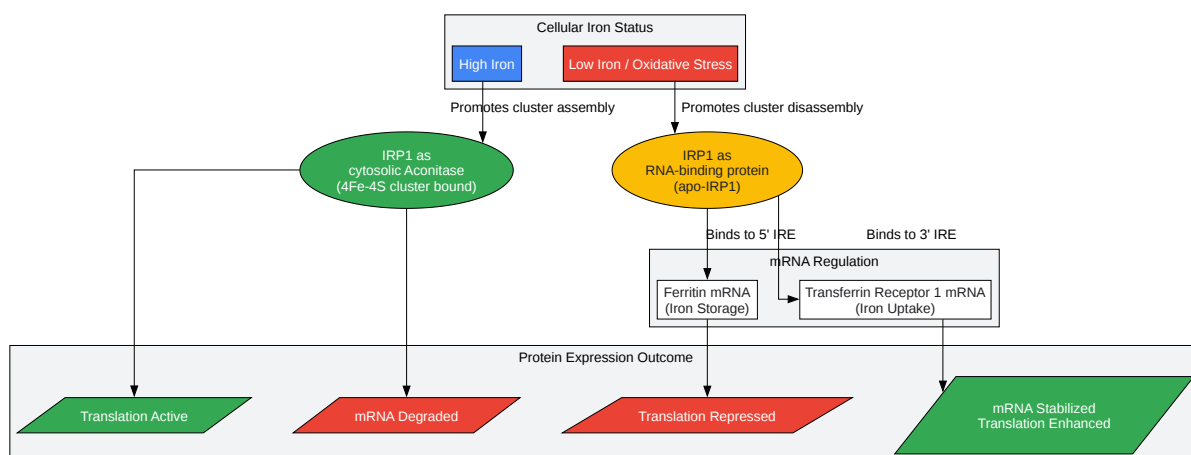 Cellular Iron Status
High Iron
Low Iron / Oxidative Stress
Promotes cluster assembly
Promotes cluster disassembly
IRP1 as
cytosolic Aconitase
(4Fe-4S cluster bound)
IRP1 as
RNA-binding protein
(apo-IRP1)
Binds to 5' IRE
Binds to 3' IRE
mRNA Regulation
Ferritin mRNA
(Iron Storage)
Transferrin Receptor 1 mRNA
(Iron Uptake)
Protein Expression Outcome
Translation Active
mRNA Degraded
Translation Repressed
mRNA Stabilized
Translation Enhanced